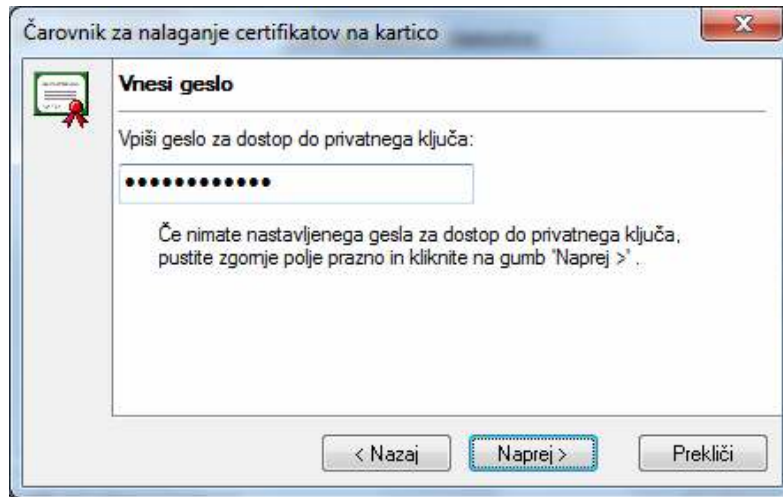 Čarovnik za nalaganje certifikatov na kartico
Vnesi geslo
Vpiši geslo za dostop do privatnega ključa:
••••••••••••
Če nimate nastavljenega gesla za dostop do privatnega ključa,
pustite zgornje polje prazno in kliknite na gumb 'Naprej >' .
< Nazaj
Naprej >
Prekliči